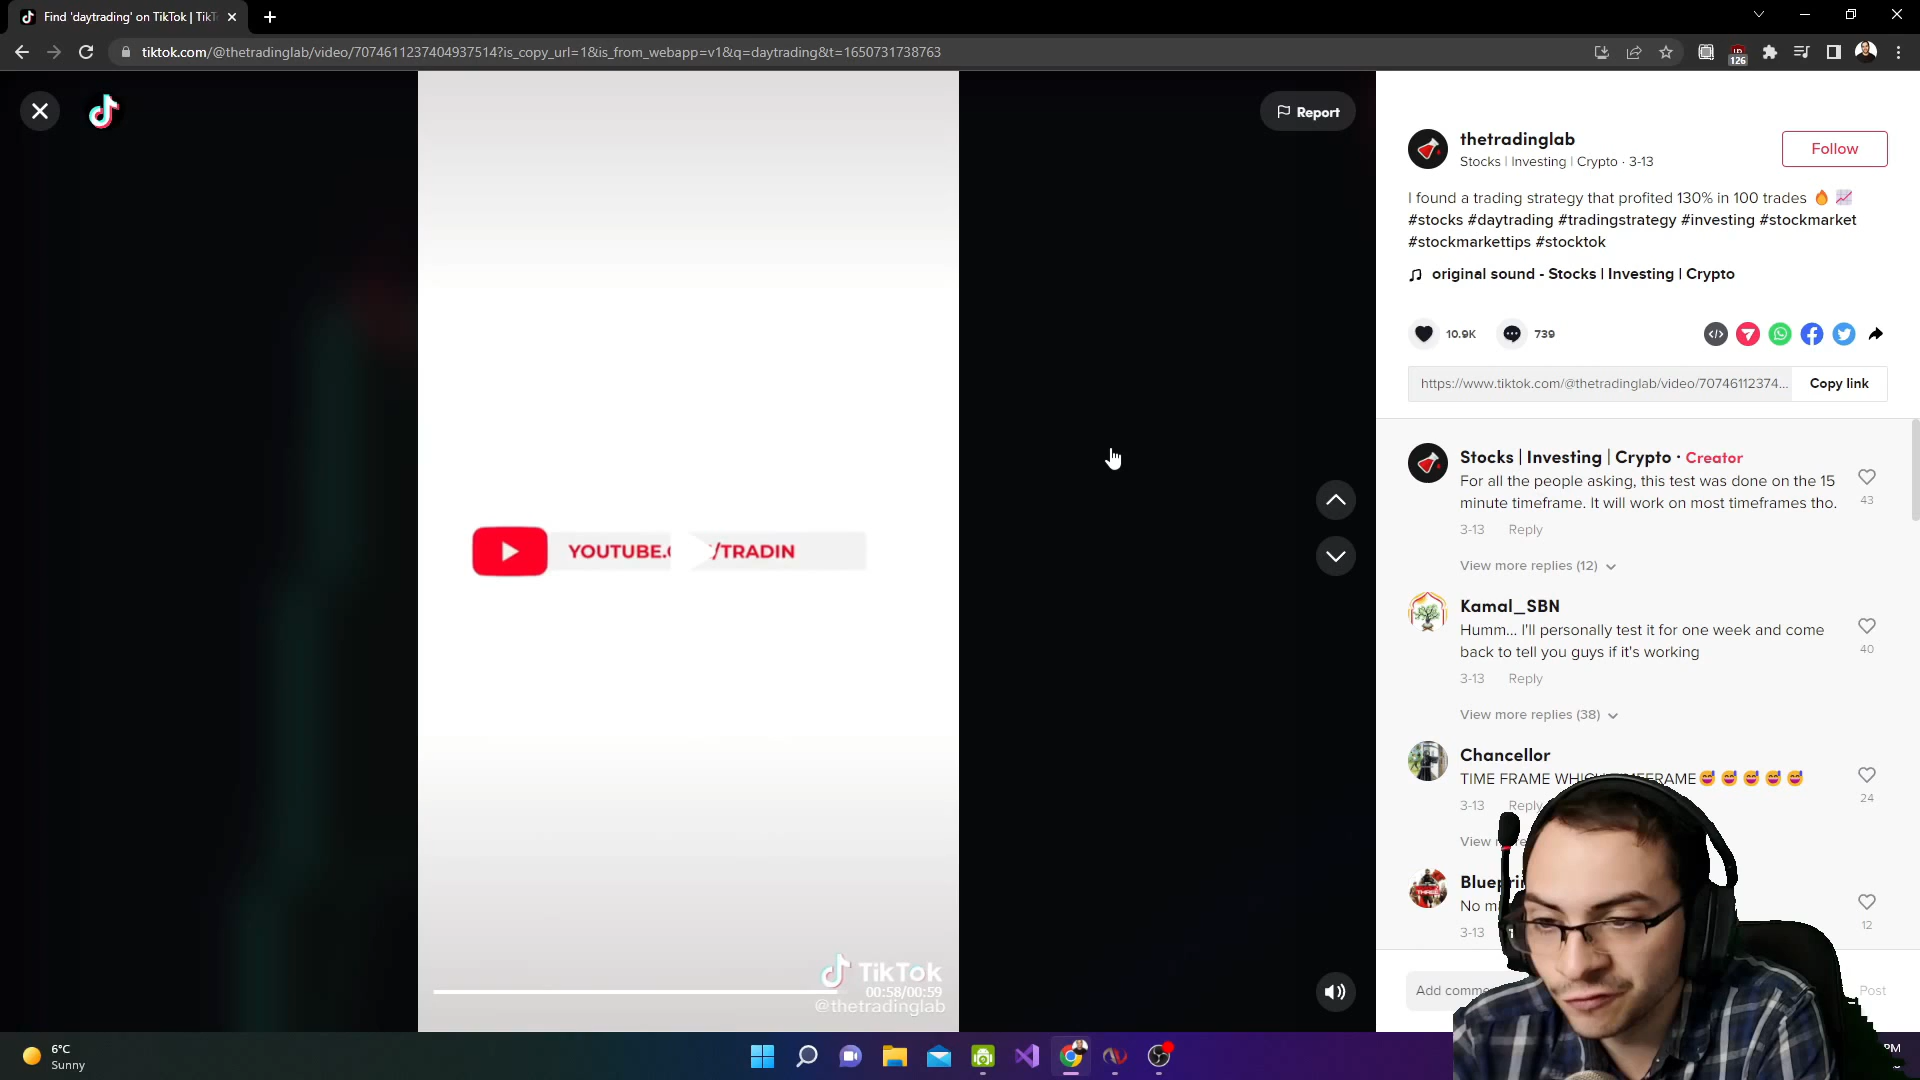 Find 'daytrading' on TikTok | TikT
tiktok.com/@thetradinglab/video/7074611237404937514?is_copy_url=1&is_from_webapp=v1&q=daytrading&t=1650731738763
126
Report
thetradinglab
Stocks | Investing | Crypto · 3-13
Follow
I found a trading strategy that profited 130% in 100 trades 🔥 📈
#stocks #daytrading #tradingstrategy #investing #stockmarket
#stockmarkettips #stocktok
original sound - Stocks | Investing | Crypto
10.9K
739
https://www.tiktok.com/@thetradinglab/video/70746112374...
Copy link
Stocks | Investing | Crypto · Creator
For all the people asking, this test was done on the 15
minute timeframe. It will work on most timeframes tho.
43
3-13 Reply
View more replies (12)
Kamal_SBN
Humm... I'll personally test it for one week and come
back to tell you guys if it's working
40
3-13 Reply
View more replies (38)
Chancellor
TIME FRAME 😅 😅 😅 😅 😅
24
3-13 Reply
View
No
12
3-13
Add
Post
YOUTUBE. /TRADIN
TikTok
00:58/00:59
@thetradinglab
6°C
Sunny
PM